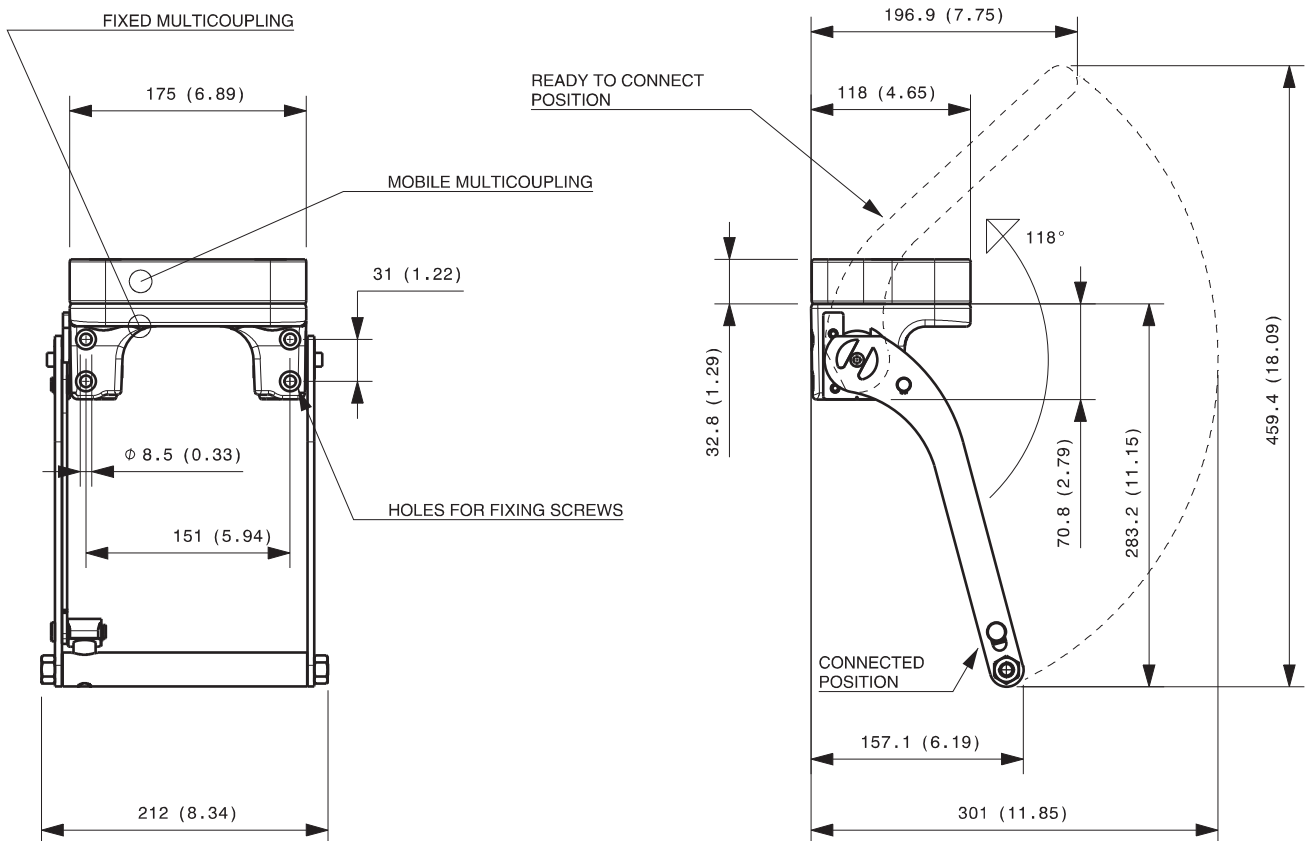 FIXED MULTICOUPLING
175 (6.89)
MOBILE MULTICOUPLING
31 (1.22)
Φ 8.5 (0.33)
HOLES FOR FIXING SCREWS
151 (5.94)
212 (8.34)
196.9 (7.75)
READY TO CONNECT
POSITION
118 (4.65)
118°
32.8 (1.29)
70.8 (2.79)
283.2 (11.15)
459.4 (18.09)
CONNECTED
POSITION
157.1 (6.19)
301 (11.85)